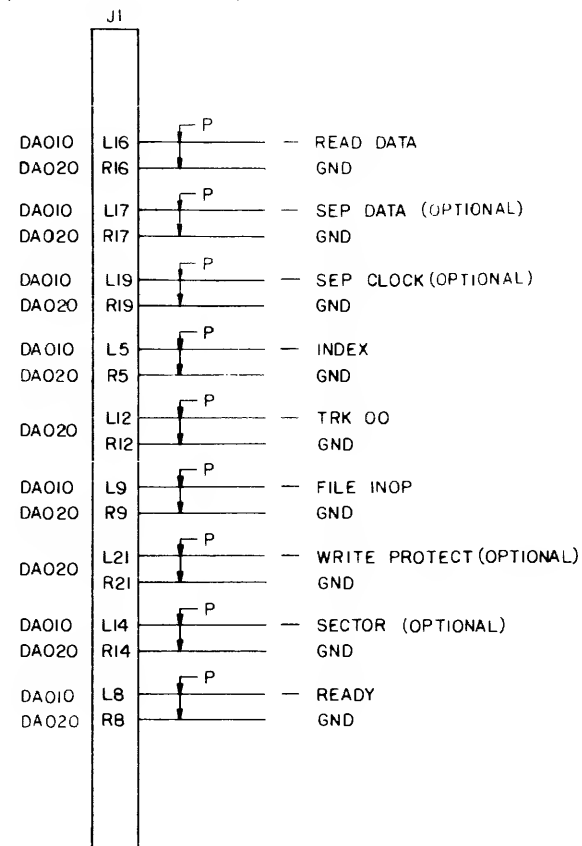 J1
P
DA010 L16 — READ DATA
DA020 R16 GND
P
DA010 L17 — SEP DATA (OPTIONAL)
DA020 R17 GND
P
DA010 L19 — SEP CLOCK (OPTIONAL)
DA020 R19 GND
P
DA010 L5 — INDEX
DA020 R5 GND
P
L12 — TRK 00
DA020
R12 GND
P
DA010 L9 — FILE INOP
DA020 R9 GND
P
L21 — WRITE PROTECT (OPTIONAL)
DA020
R21 GND
P
DA010 L14 — SECTOR (OPTIONAL)
DA020 R14 GND
P
DA010 L8 — READY
DA020 R8 GND